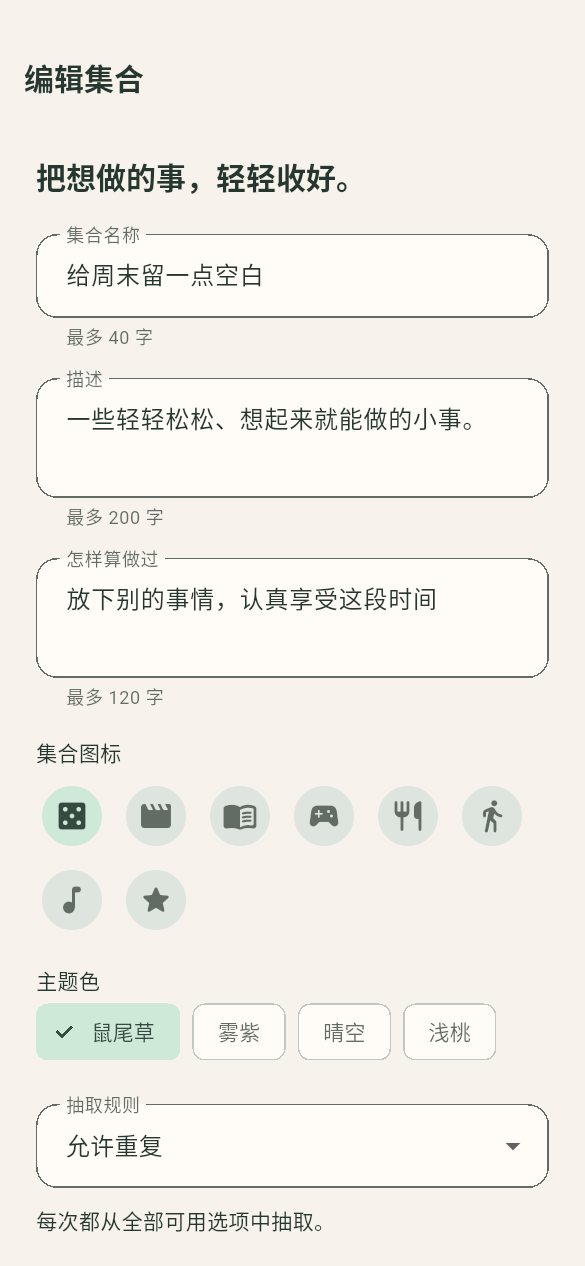 编辑集合
把想做的事，轻轻收好。
集合名称
给周末留一点空白
最多 40 字
描述
一些轻轻松松、想起来就能做的小事。
最多 200 字
怎样算做过
放下别的事情，认真享受这段时间
最多 120 字
集合图标
主题色
鼠尾草 雾紫 晴空 浅桃
抽取规则
允许重复
每次都从全部可用选项中抽取。